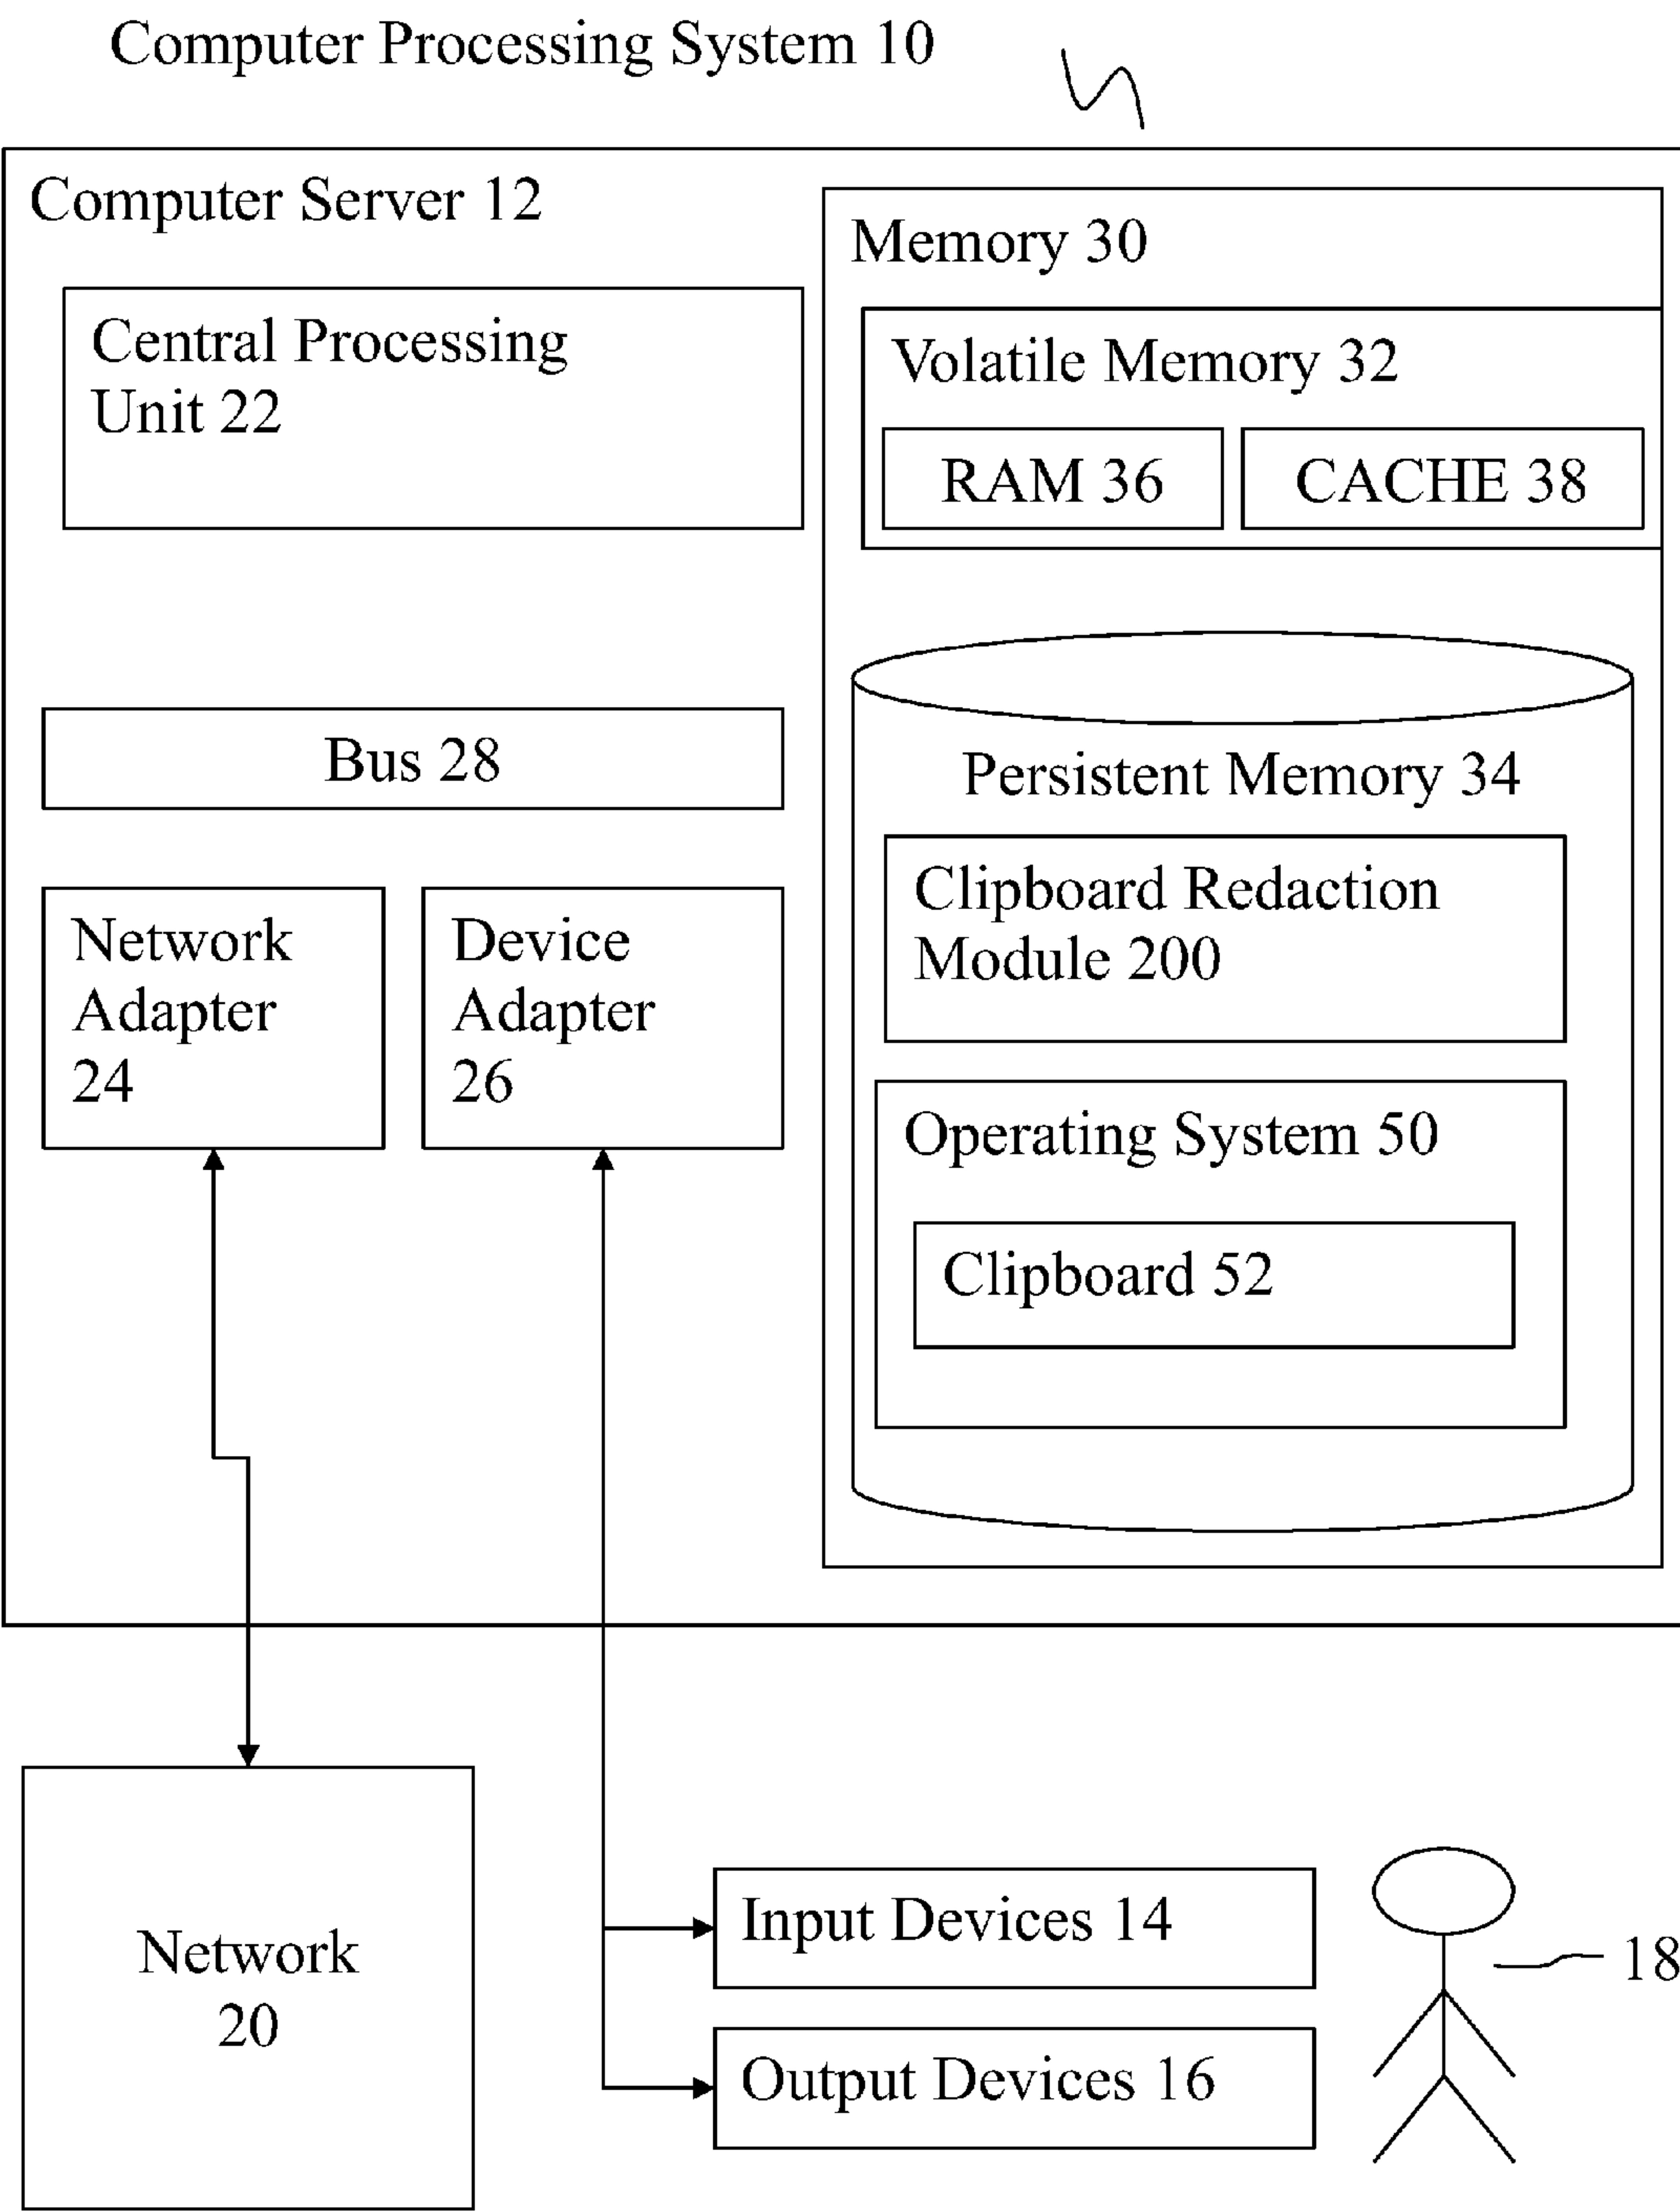 Computer Processing System 10
Computer Server 12
Central Processing
Unit 22
Memory 30
Volatile Memory 32
RAM 36
CACHE 38
Bus 28
Persistent Memory 34
Clipboard Redaction
Module 200
Network
Adapter
24
Device
Adapter
26
Operating System 50
Clipboard 52
Network
20
Input Devices 14
Output Devices 16
18